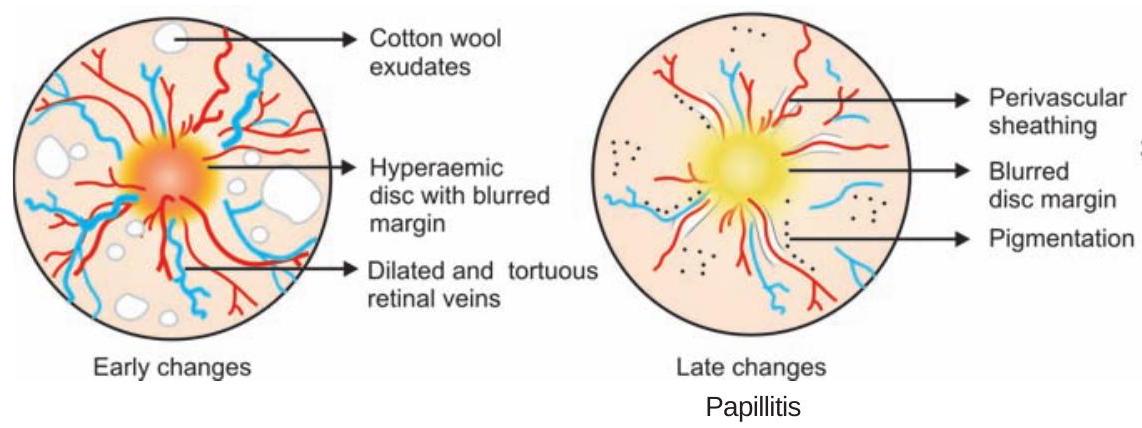 Cotton wool
exudates
Hyperaemic
disc with blurred
margin
Dilated and tortuous
retinal veins
Early changes
Perivascular
sheathing
Blurred
disc margin
Pigmentation
Late changes
Papillitis